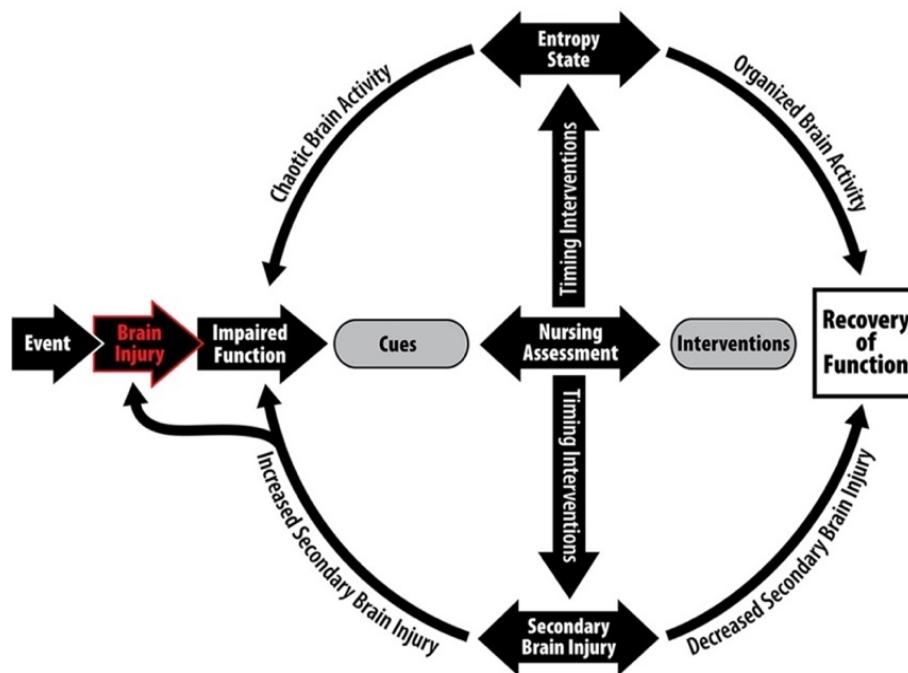 Entropy
State
Chaotic Brain Activity
Organized Brain Activity
Timing Interventions
Event
Brain
Injury
Impaired
Function
Cues
Nursing
Assessment
Interventions
Recovery
of
Function
Timing Interventions
Increased Secondary Brain Injury
Decreased Secondary Brain Injury
Secondary
Brain Injury